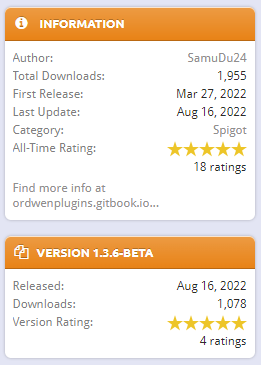 INFORMATION
Author: SamuDu24
Total Downloads: 1,955
First Release: Mar 27, 2022
Last Update: Aug 16, 2022
Category: Spigot
All-Time Rating:
18 ratings
Find more info at
ordwenplugins.gitbook.io...
VERSION 1.3.6-BETA
Released: Aug 16, 2022
Downloads: 1,078
Version Rating:
4 ratings